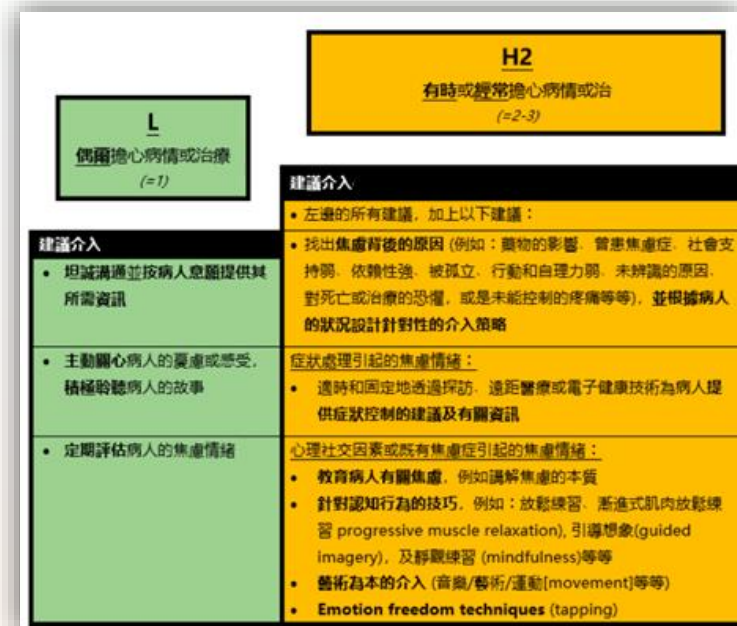 L
偶爾擔心病情或治療
(=1)
建議介入
• 坦誠溝通並按病人意願提供其
所需資訊
• 主動關心病人的憂慮或感受,
積極聆聽病人的故事
• 定期評估病人的焦慮情緒
H2
有時或經常擔心病情或治
(=2-3)
建議介入
• 左邊的所有建議，加上以下建議：
• 找出焦慮背後的原因 (例如：藥物的影響、曾患焦慮症、社會支
持弱、依賴性強、被孤立、行動和自理力弱、未辨識的原因、
對死亡或治療的恐懼，或是未能控制的疼痛等等), 並根據病人
的狀況設計針對性的介入策略
症狀處理引起的焦慮情緒：
• 適時和固定地透過探訪、遠距醫療或電子健康技術為病人提
供症狀控制的建議及有關資訊
心理社交因素或既有焦慮症引起的焦慮情緒：
• 教育病人有關焦慮，例如講解焦慮的本質
• 針對認知行為的技巧，例如：放鬆練習、漸進式肌肉放鬆練
習 progressive muscle relaxation), 引導想象(guided
imagery)，及靜觀練習 (mindfulness)等等
• 藝術為本的介入 (音樂/藝術/運動[movement]等等)
• Emotion freedom techniques (tapping)